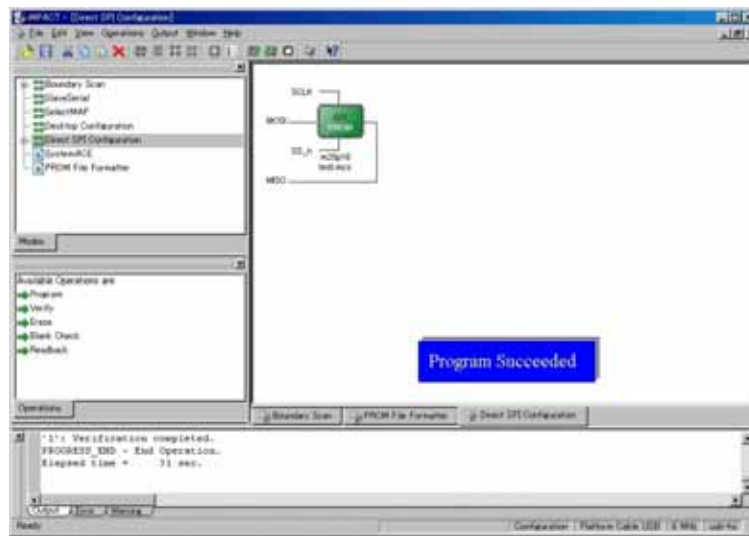 iMPACT - [Direct SPI Configuration]
File Edit View Operations Output Window Help
Boundary Scan
SlaveSerial
SelectMAP
Desktop Configuration
Direct SPI Configuration
SystemACE
PROM File Formatter
Modes
Available Operations are
Program
Verify
Erase
Blank Check
Readback
Operations
SCLK
MOSI
SPI
PROM
SS_n
MISO
Program Succeeded
Boundary Scan
PROM File Formatter
Direct SPI Configuration
'1': Verification completed.
PROGRESS_END - End Operation.
Elapsed time = 31 sec.
Output Error Warning
Ready
Configuration Platform Cable USB 6 MHz usb-hs